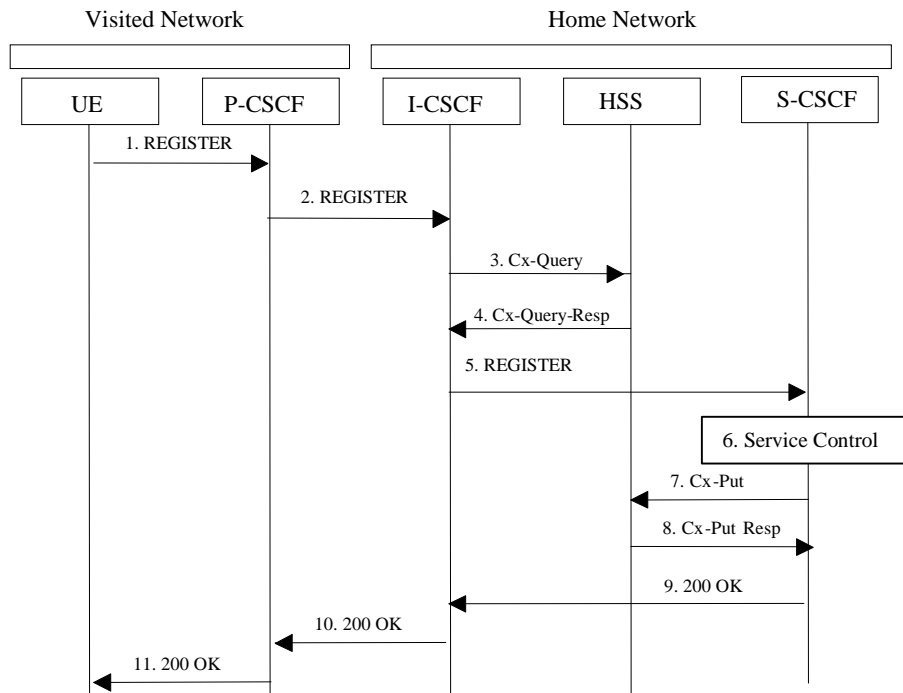 Visited Network
Home Network
UE
P-CSCF
I-CSCF
HSS
S-CSCF
1. REGISTER
2. REGISTER
3. Cx-Query
4. Cx-Query-Resp
5. REGISTER
6. Service Control
7. Cx-Put
8. Cx-Put Resp
9. 200 OK
10. 200 OK
11. 200 OK